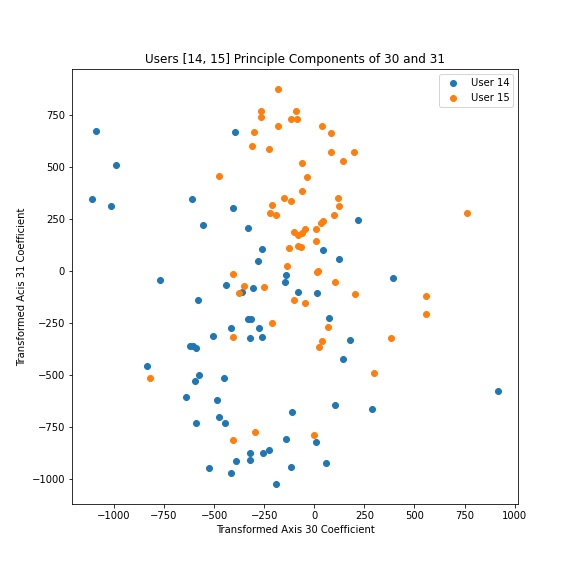 Users [14, 15] Principle Components of 30 and 31
User 14
User 15
Transformed Acis 31 Coefficient
750
500
250
0
−250
−500
−750
−1000
−1000 −750 −500 −250 0 250 500 750 1000
Transformed Axis 30 Coefficient